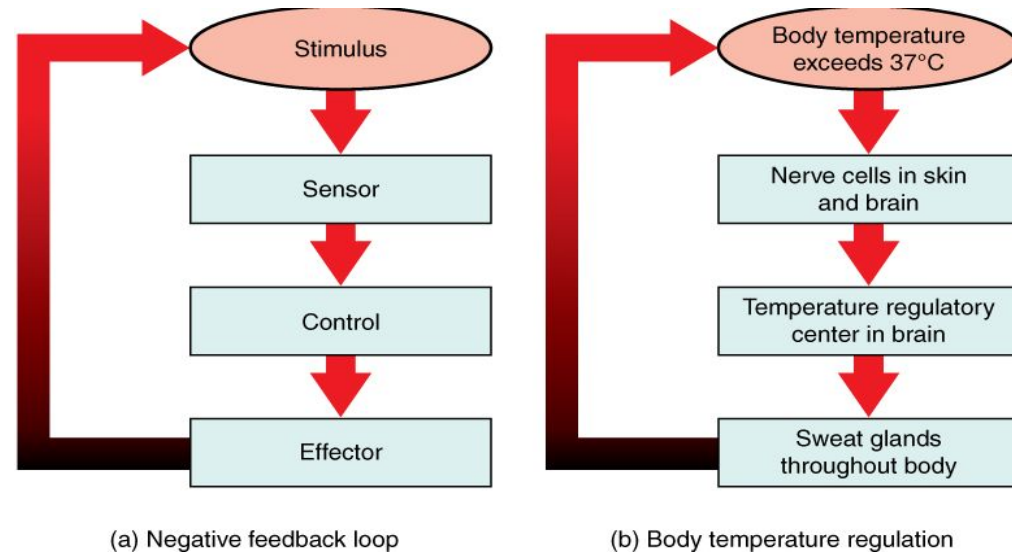 Stimulus
Sensor
Control
Effector
(a) Negative feedback loop
Body temperature
exceeds 37°C
Nerve cells in skin
and brain
Temperature regulatory
center in brain
Sweat glands
throughout body
(b) Body temperature regulation